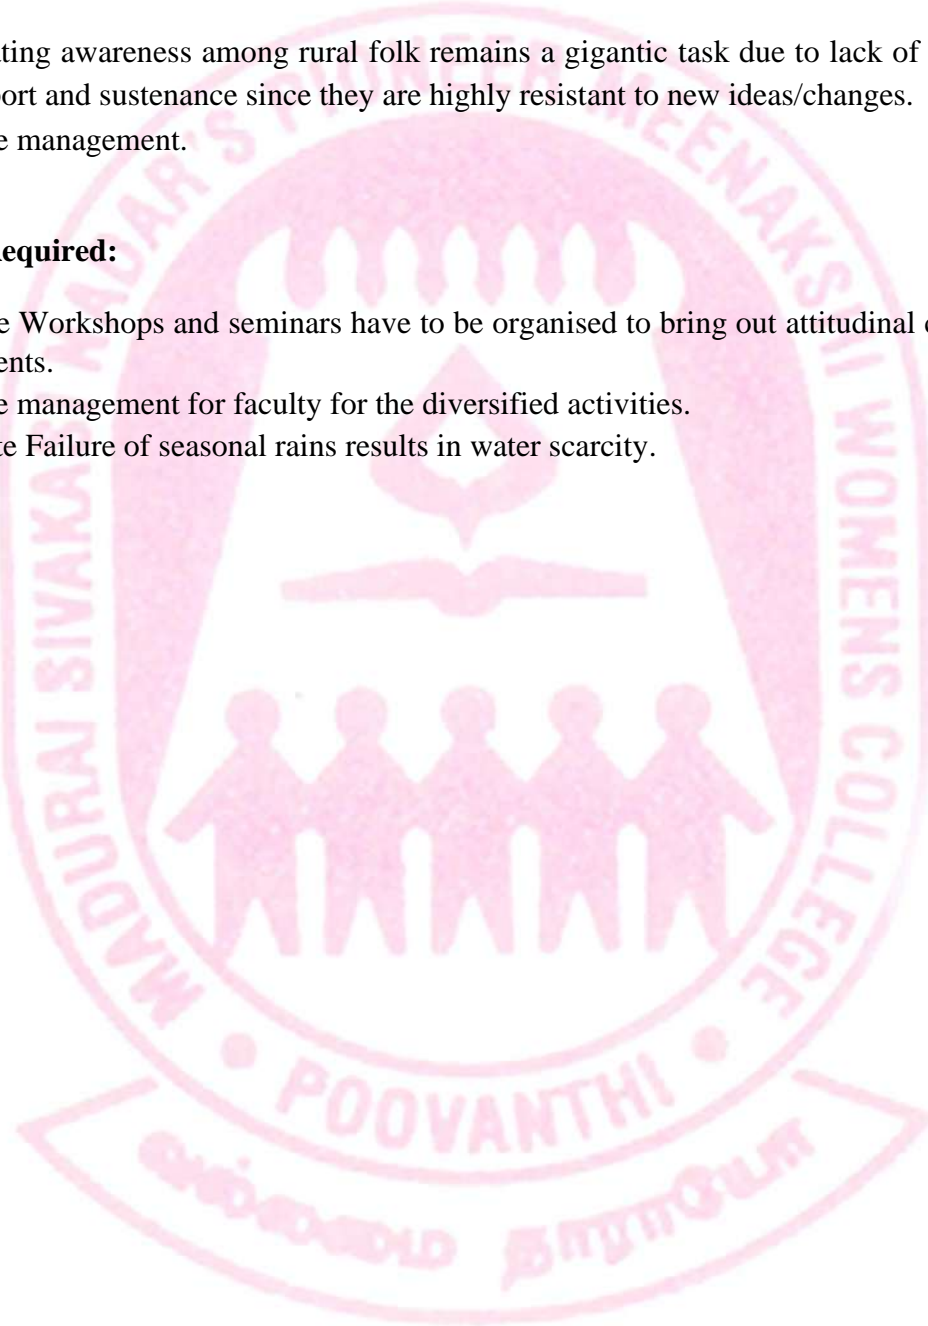 ting awareness among rural folk remains a gigantic task due to lack of
port and sustenance since they are highly resistant to new ideas/changes.
e management.
equired:
e Workshops and seminars have to be organised to bring out attitudinal
ents.
e management for faculty for the diversified activities.
te Failure of seasonal rains results in water scarcity.
MADURAI SIVAKASI NADAR'S PIONEER MEENAKSHI WOMENS COLLEGE
• POOVANTHI •
வல்லமை தாராயோ